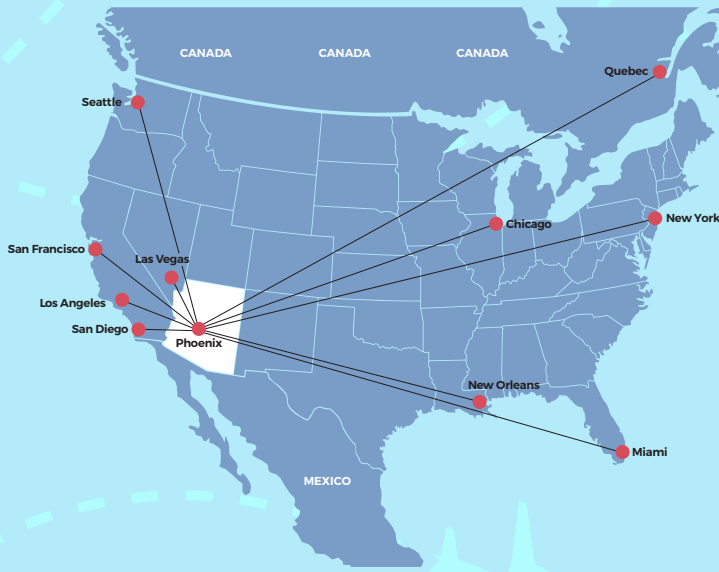 CANADA
CANADA
CANADA
Quebec
Seattle
New York
Chicago
San Francisco
Las Vegas
Los Angeles
San Diego
Phoenix
New Orleans
Miami
MEXICO